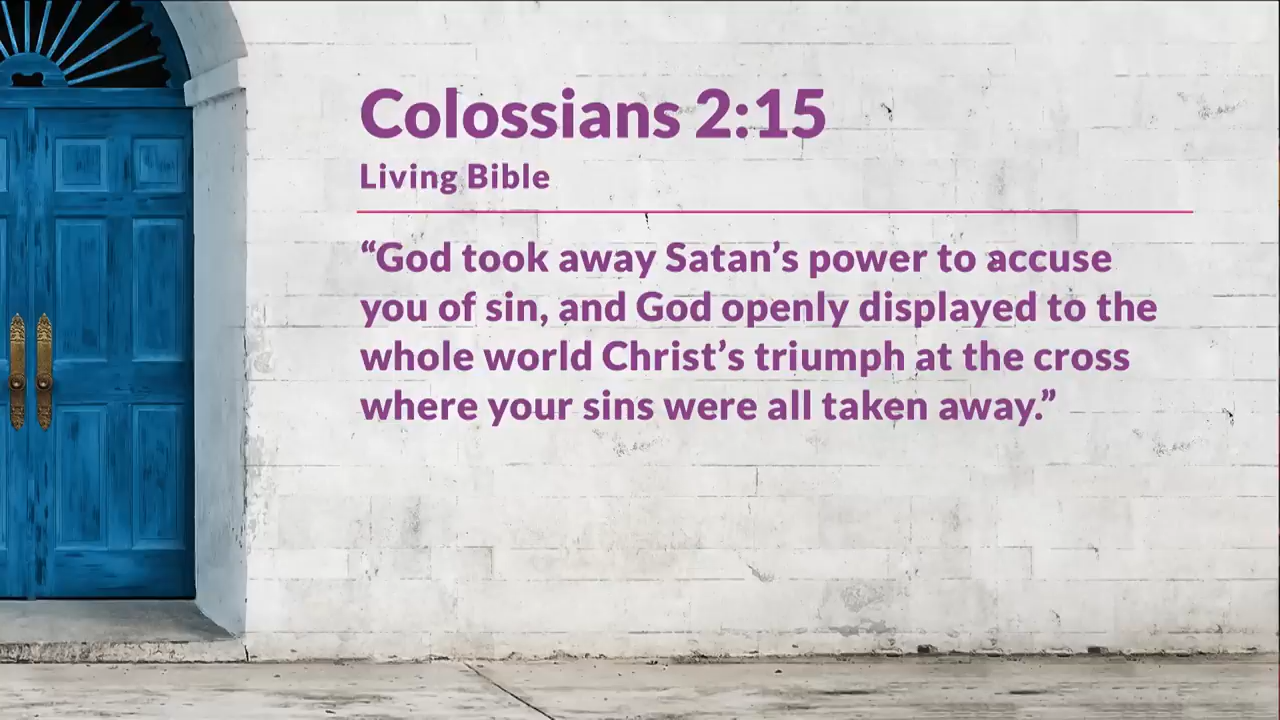 Colossians 2:15
Living Bible
“God took away Satan’s power to accuse
you of sin, and God openly displayed to the
whole world Christ’s triumph at the cross
where your sins were all taken away.”